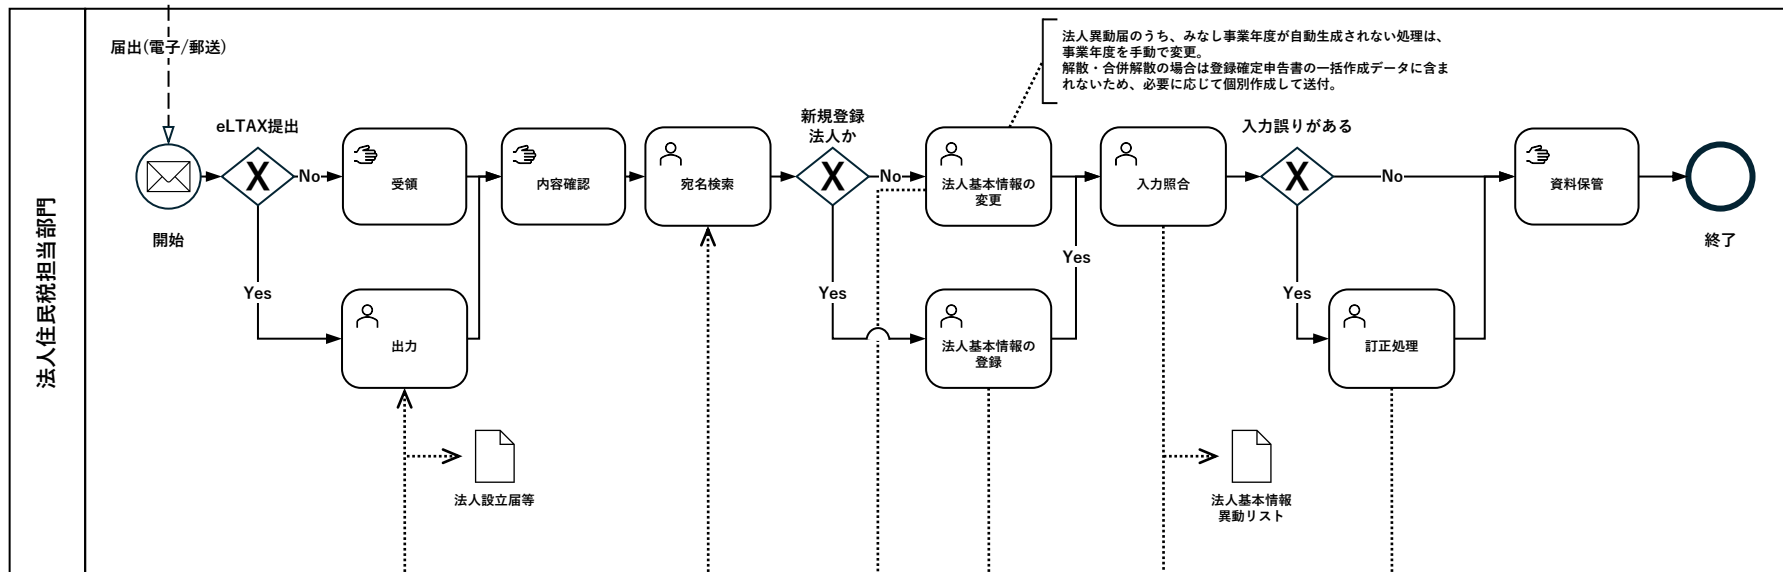 法人住民税担当部門
届出(電子/郵送)
開始
eLTAX提出
No
Yes
受領
出力
法人設立届等
内容確認
宛名検索
新規登録
法人か
No
Yes
法人異動届のうち、みなし事業年度が自動生成されない処理は、
事業年度を手動で変更。
解散・合併解散の場合は登録確定申告書の一括作成データに含ま
れないため、必要に応じて個別作成して送付。
法人基本情報の
変更
法人基本情報の
登録
Yes
入力照合
法人基本情報
異動リスト
入力誤りがある
No
Yes
訂正処理
資料保管
終了